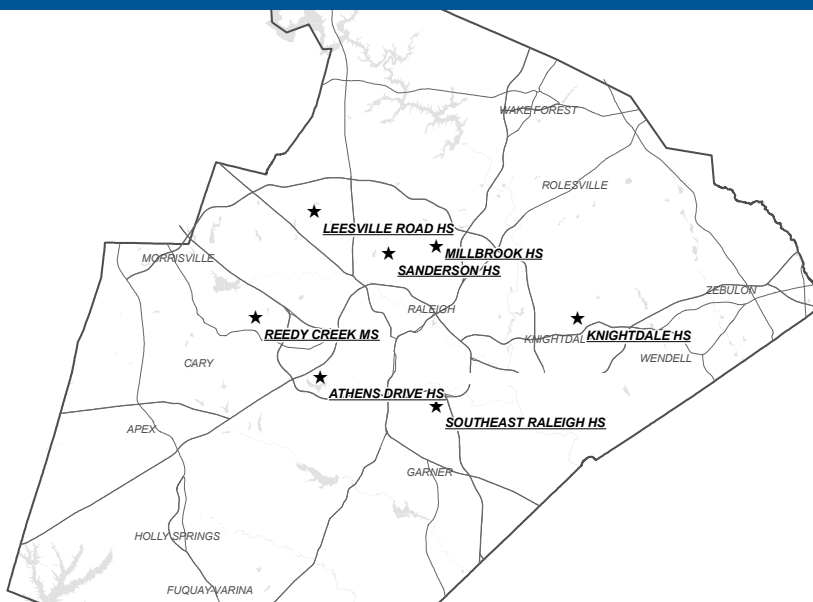 WAKE FOREST
ROLESVILLE
LEESVILLE ROAD HS
MILLBROOK HS
MORRISVILLE
SANDERSON HS
ZEBULON
RALEIGH
REEDY CREEK MS
KNIGHTDAL
KNIGHTDALE HS
WENDELL
CARY
ATHENS DRIVE HS
SOUTHEAST RALEIGH HS
APEX
GARNER
HOLLY SPRINGS
FUQUAY-VARINA